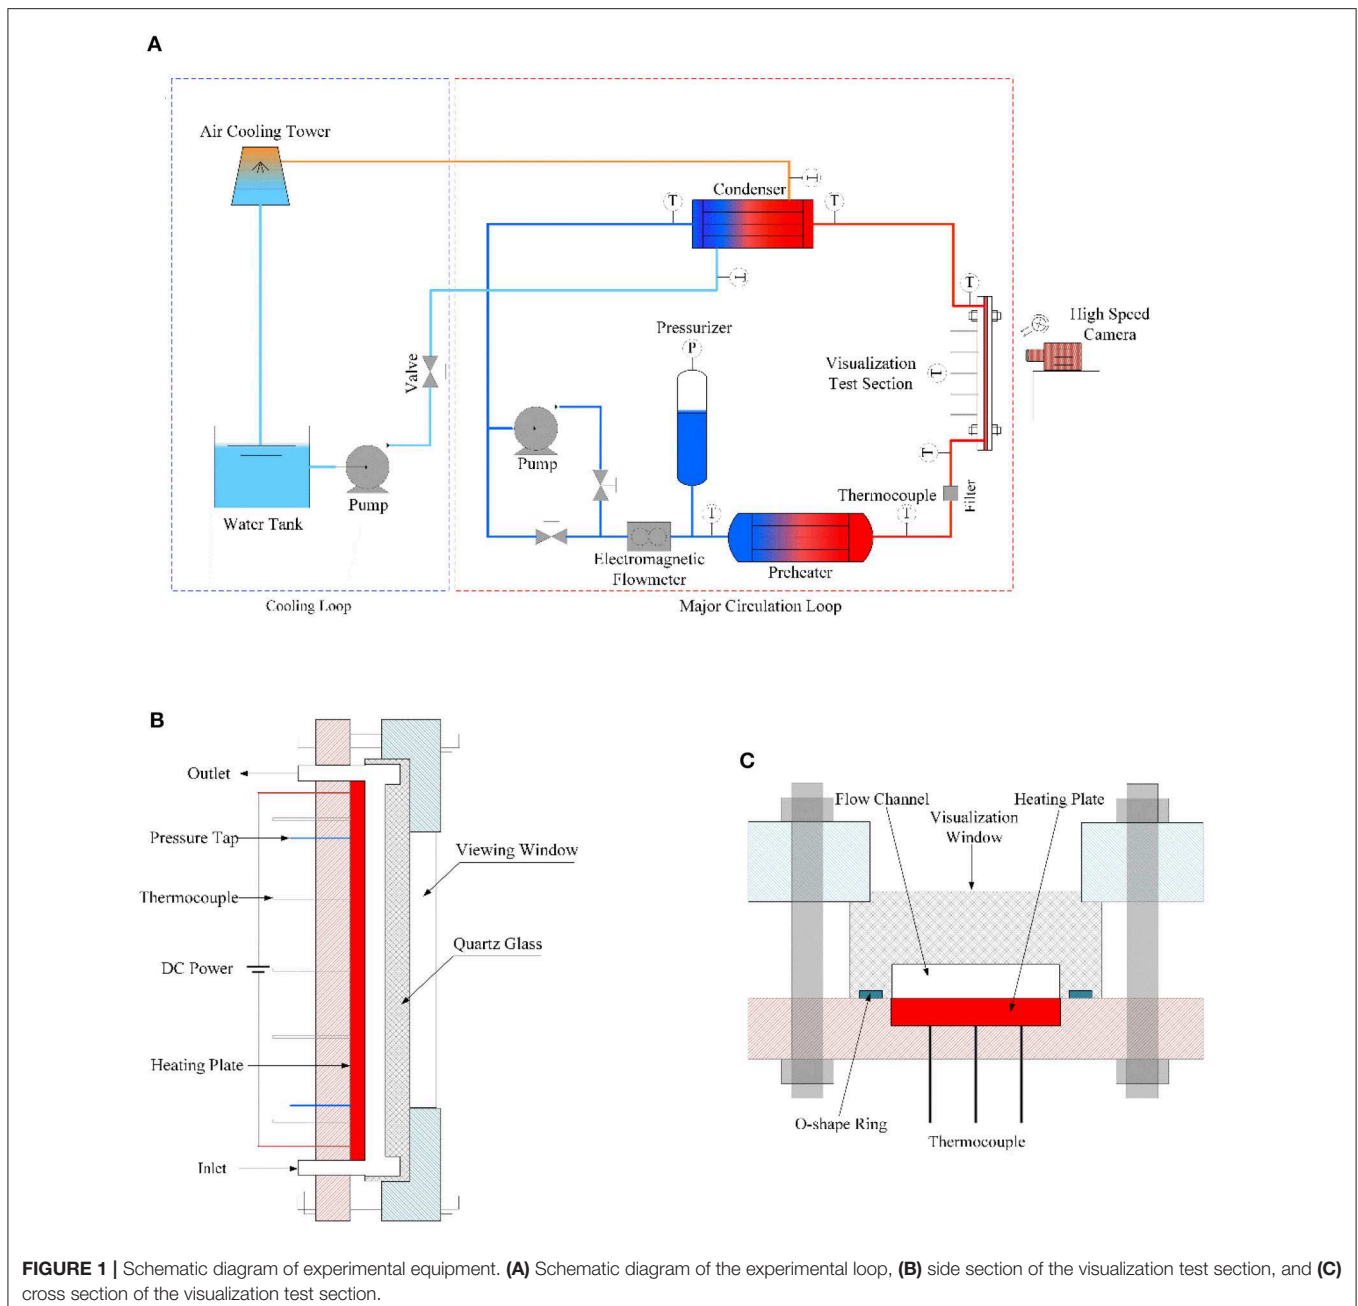 A
Air Cooling Tower
Condenser
T
T
T
T
T
High Speed
Camera
Pressurizer
P
Valve
Visualization
Test Section
T
Pump
Pump
T
Thermocouple
Filter
Water Tank
T
T
Electromagnetic
Flowmeter
Preheater
Cooling Loop
Major Circulation Loop
B
Outlet
Pressure Tap
Thermocouple
DC Power
Heating Plate
Inlet
Viewing Window
Quartz Glass
C
Flow Channel
Heating Plate
Visualization
Window
O-shape Ring
Thermocouple
FIGURE 1 | Schematic diagram of experimental equipment. (A) Schematic diagram of the experimental loop, (B) side section of the visualization test section, and (C)
cross section of the visualization test section.